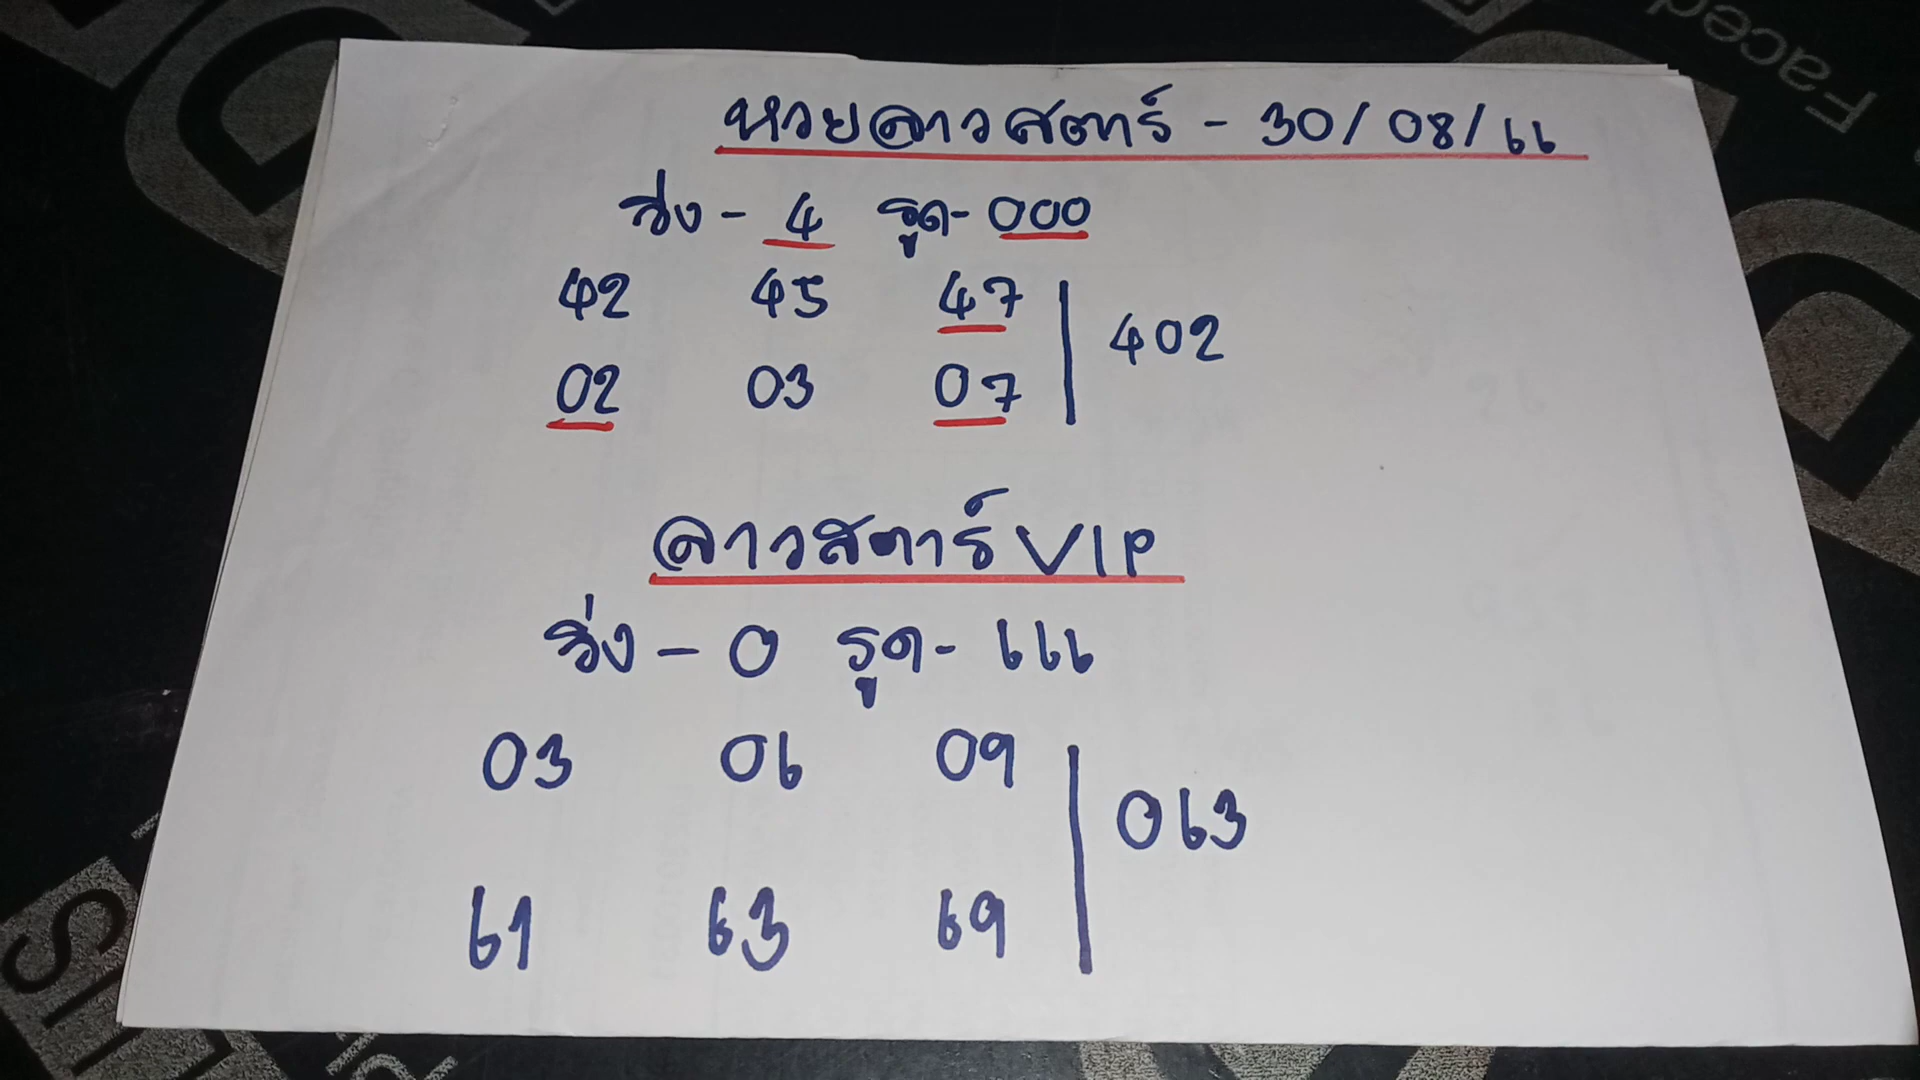 หวยลาวสตาร์ - 30/08/66
วิ่ง - 4 รูด - 000
42 45 47
402
02 03 07
ลาวสตาร์ VIP
วิ่ง - 0 รูด - 666
03 06 09
063
61 63 69
Faced